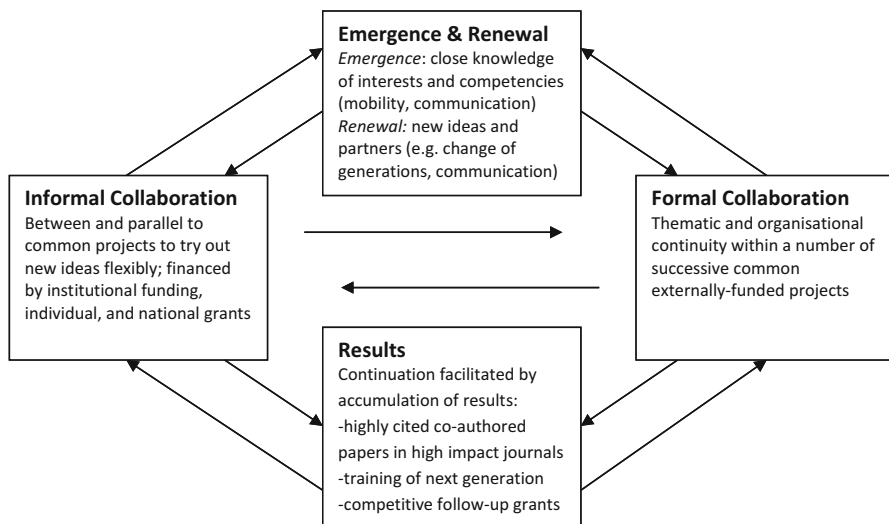 Emergence & Renewal
Emergence: close knowledge
of interests and competencies
(mobility, communication)
Renewal: new ideas and
partners (e.g. change of
generations, communication)
Informal Collaboration
Between and parallel to
common projects to try out
new ideas flexibly; financed
by institutional funding,
individual, and national grants
Formal Collaboration
Thematic and organisational
continuity within a number of
successive common
externally-funded projects
Results
Continuation facilitated by
accumulation of results:
-highly cited co-authored
papers in high impact journals
-training of next generation
-competitive follow-up grants